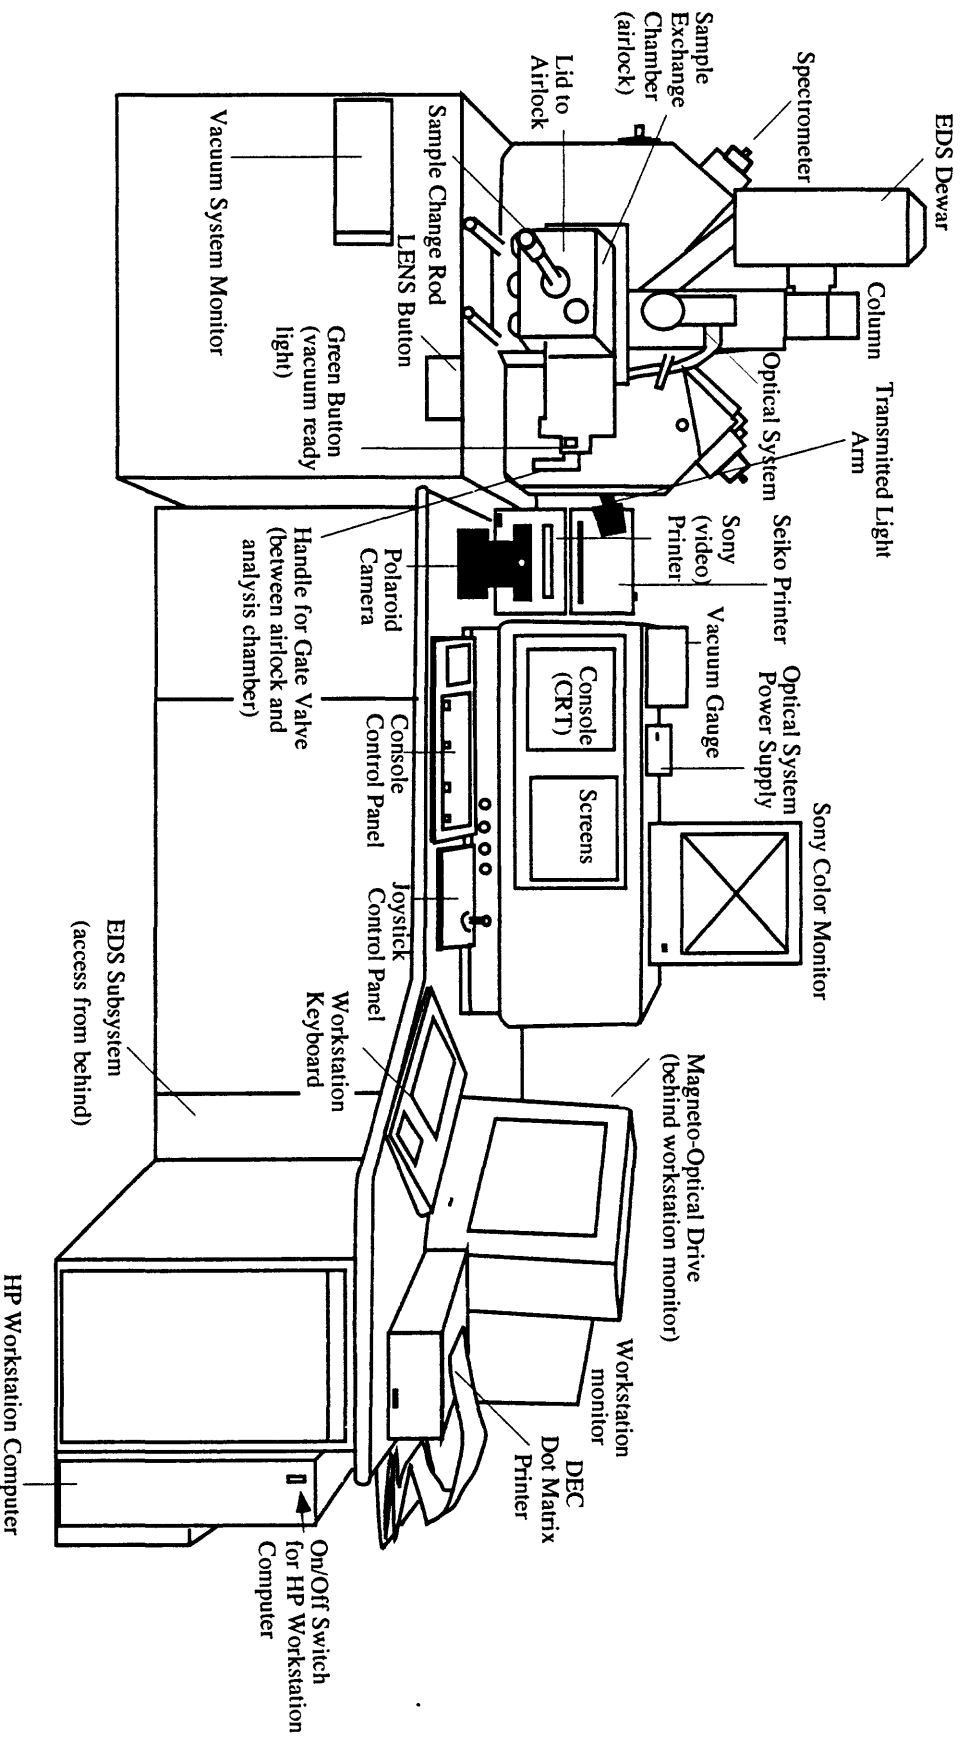 EDS Dewar
Spectrometer
Sample
Exchange
Chamber
(airlock)
Lid to
Airlock
Sample Change Rod
LENS Button
Vacuum System Monitor
Green Button
(vacuum ready
light)
Column
Optical System
Transmitted Light
Arm
Handle for Gate Valve
(between airlock and
analysis chamber)
Polaroid
Camera
Sony
(video)
Printer
Seiko Printer
Vacuum Gauge
Optical System
Power Supply
Sony Color Monitor
Console
(CRT)
Screens
Console
Control Panel
Joystick
Control Panel
Workstation
Keyboard
EDS Subsystem
(access from behind)
Magneto-Optical Drive
(behind workstation monitor)
Workstation
monitor
DEC
Dot Matrix
Printer
On/Off Switch
for HP Workstation
Computer
HP Workstation Computer